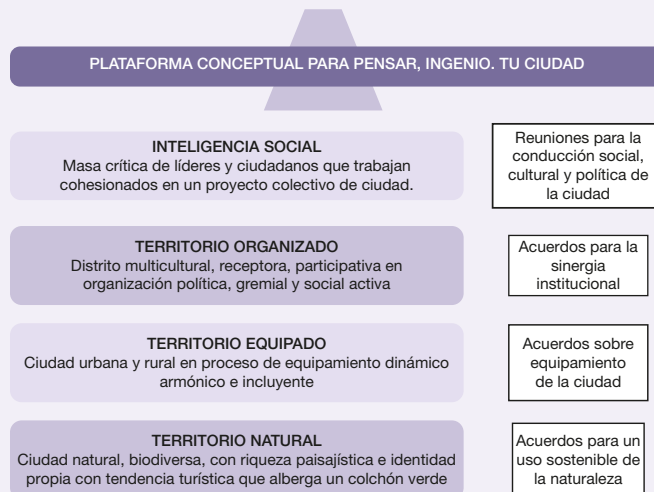 PLATAFORMA CONCEPTUAL PARA PENSAR, INGENIO. TU CIUDAD
INTELIGENCIA SOCIAL
Masa crítica de líderes y ciudadanos que trabajan
cohesionados en un proyecto colectivo de ciudad.
Reuniones para la
conducción social,
cultural y política de
la ciudad
TERRITORIO ORGANIZADO
Distrito multicultural, receptora, participativa en
organización política, gremial y social activa
Acuerdos para la
sinergia
institucional
TERRITORIO EQUIPADO
Ciudad urbana y rural en proceso de equipamiento dinámico
armónico e incluyente
Acuerdos sobre
equipamiento
de la ciudad
TERRITORIO NATURAL
Ciudad natural, biodiversa, con riqueza paisajística e identidad
propia con tendencia turística que alberga un colchón verde
Acuerdos para un
uso sostenible de
la naturaleza